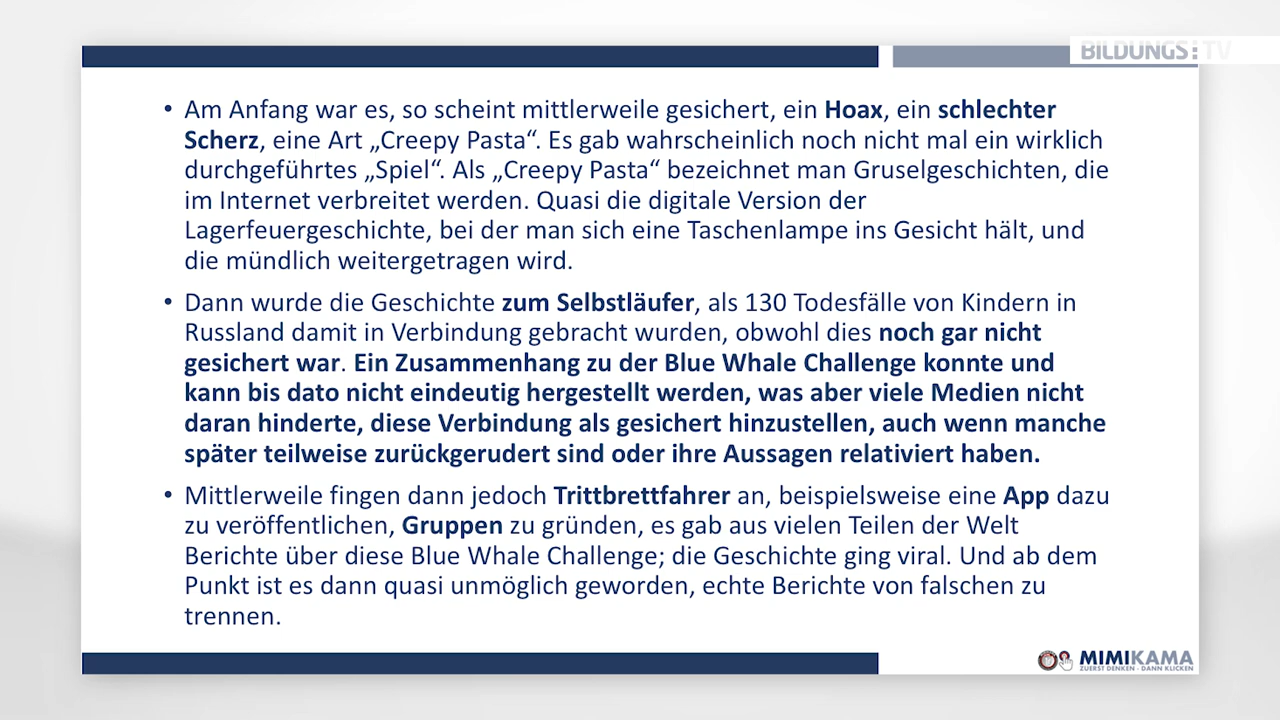 BILDUNGS:TV
• Am Anfang war es, so scheint mittlerweile gesichert, ein Hoax, ein schlechter
Scherz, eine Art „Creepy Pasta“. Es gab wahrscheinlich noch nicht mal ein wirklich
durchgeführtes „Spiel“. Als „Creepy Pasta“ bezeichnet man Gruselgeschichten, die
im Internet verbreitet werden. Quasi die digitale Version der
Lagerfeuergeschichte, bei der man sich eine Taschenlampe ins Gesicht hält, und
die mündlich weitergetragen wird.
• Dann wurde die Geschichte zum Selbstläufer, als 130 Todesfälle von Kindern in
Russland damit in Verbindung gebracht wurden, obwohl dies noch gar nicht
gesichert war. Ein Zusammenhang zu der Blue Whale Challenge konnte und
kann bis dato nicht eindeutig hergestellt werden, was aber viele Medien nicht
daran hinderte, diese Verbindung als gesichert hinzustellen, auch wenn manche
später teilweise zurückgerudert sind oder ihre Aussagen relativiert haben.
• Mittlerweile fingen dann jedoch Trittbrettfahrer an, beispielsweise eine App dazu
zu veröffentlichen, Gruppen zu gründen, es gab aus vielen Teilen der Welt
Berichte über diese Blue Whale Challenge; die Geschichte ging viral. Und ab dem
Punkt ist es dann quasi unmöglich geworden, echte Berichte von falschen zu
trennen.
MIMIKAMA
ZUERST DENKEN - DANN KLICKEN